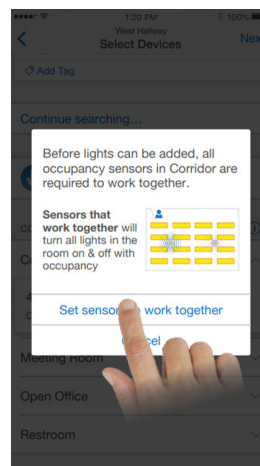 1:20 PM
100%
West Hallway
Select Devices
Add Tag
Continue searching...
Before lights can be added, all
occupancy sensors in Corridor are
required to work together.
Sensors that
work together will
turn all lights in the
room on & off with
occupancy
work together
Meeting Room
Open Office
Restroom